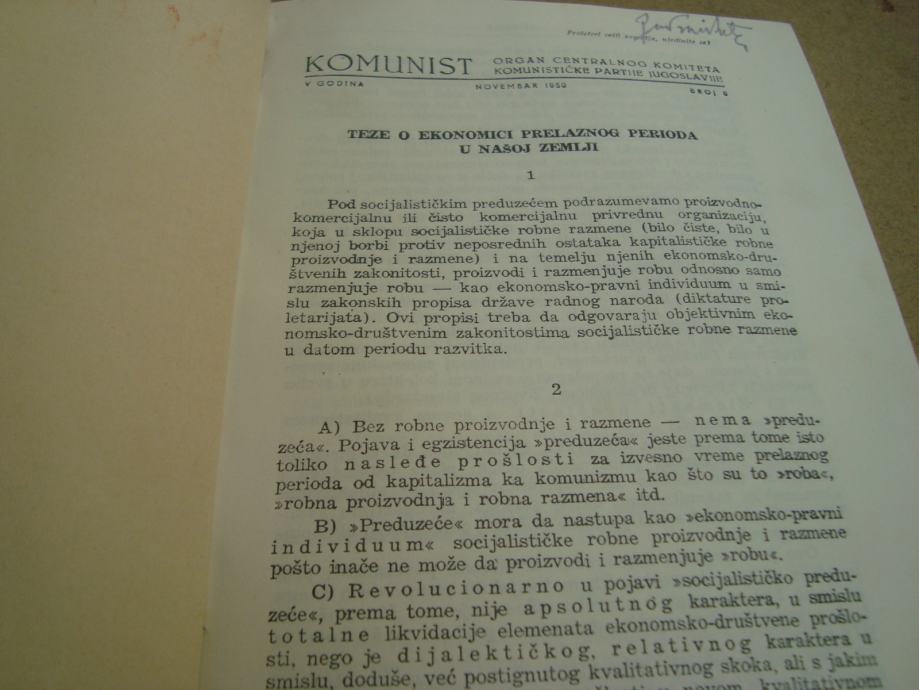 Proleteri svih zemalja, ujedinite se!
KOMUNIST
ORGAN CENTRALNOG KOMITETA
KOMUNISTIČKE PARTIJE JUGOSLAVIJE
V GODINA NOVEMBAR 1950 BROJ 6
TEZE O EKONOMICI PRELAZNOG PERIODA
U NAŠOJ ZEMLJI
1
Pod socijalističkim preduzećem podrazumevamo proizvodno-
komercijalnu ili čisto komercijalnu privrednu organizaciju,
koja u sklopu socijalističke robne razmene (bilo čiste, bilo u
njenoj borbi protiv neposrednih ostataka kapitalističke robne
proizvodnje i razmene) i na temelju njenih ekonomsko-dru-
štvenih zakonitosti, proizvodi i razmenjuje robu odnosno samo
razmenjuje robu — kao ekonomsko-pravni individuum u smi-
slu zakonskih propisa države radnog naroda (diktature pro-
letarijata). Ovi propisi treba da odgovaraju objektivnim eko-
nomsko-društvenim zakonitostima socijalističke robne razmene
u datom periodu razvitka.
2
A) Bez robne proizvodnje i razmene — nema »predu-
zeća«. Pojava i egzistencija »preduzeća« jeste prema tome isto
toliko nasleđe prošlosti za izvesno vreme prelaznog
perioda od kapitalizma ka komunizmu kao što su to »roba«,
»robna proizvodnja i robna razmena« itd.
B) »Preduzeće« mora da nastupa kao »ekonomsko-pravni
individuum« socijalističke robne proizvodnje i razmene
pošto inače ne može da proizvodi i razmenjuje »robu«.
C) Revolucionarno u pojavi »socijalističko predu-
zeće«, prema tome, nije apsolutnog karaktera, u smislu
totalne likvidacije elemenata ekonomsko-društvene prošlo-
sti, nego je dijalektičkog, relativnog karaktera u
smislu, doduše, već postignutog kvalitativnog skoka, ali s jakim
novom, kvalitativnom